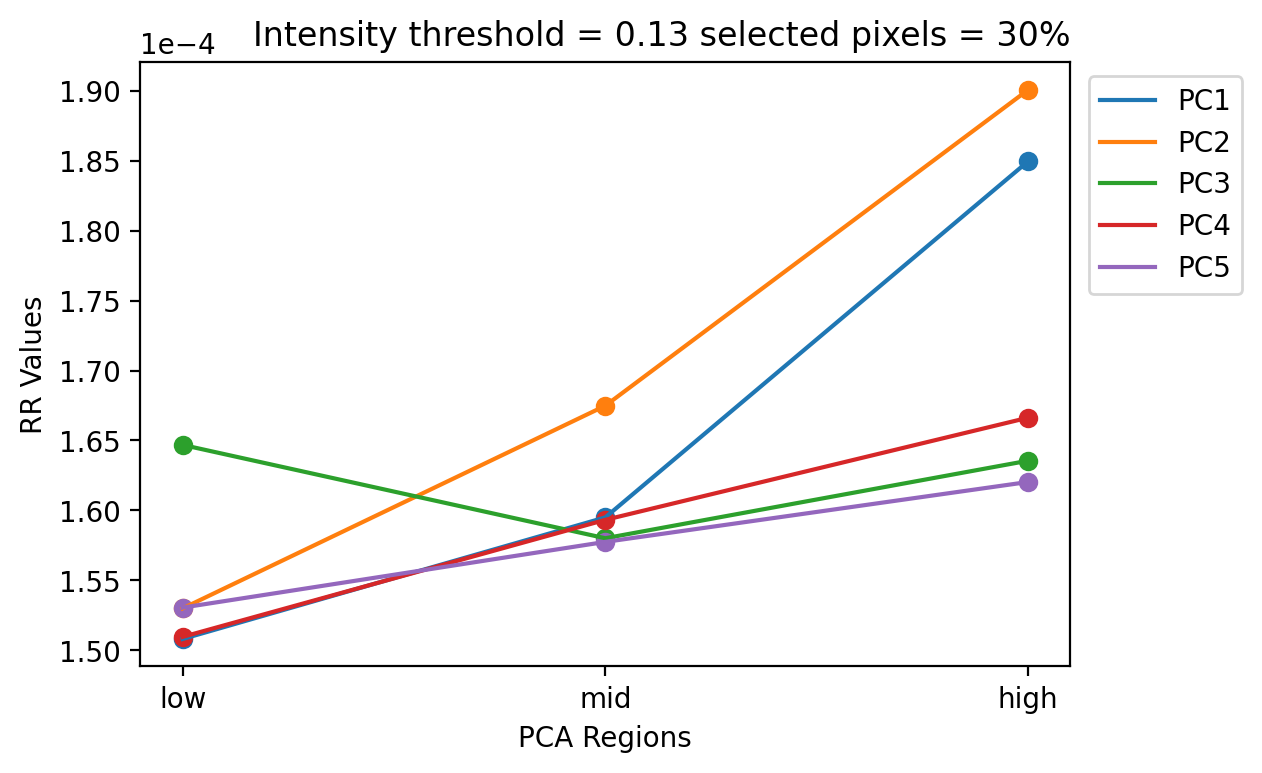 Intensity threshold = 0.13 selected pixels = 30%
1e−4
1.90
1.85
1.80
1.75
1.70
1.65
1.60
1.55
1.50
RR Values
low
mid
high
PCA Regions
PC1
PC2
PC3
PC4
PC5